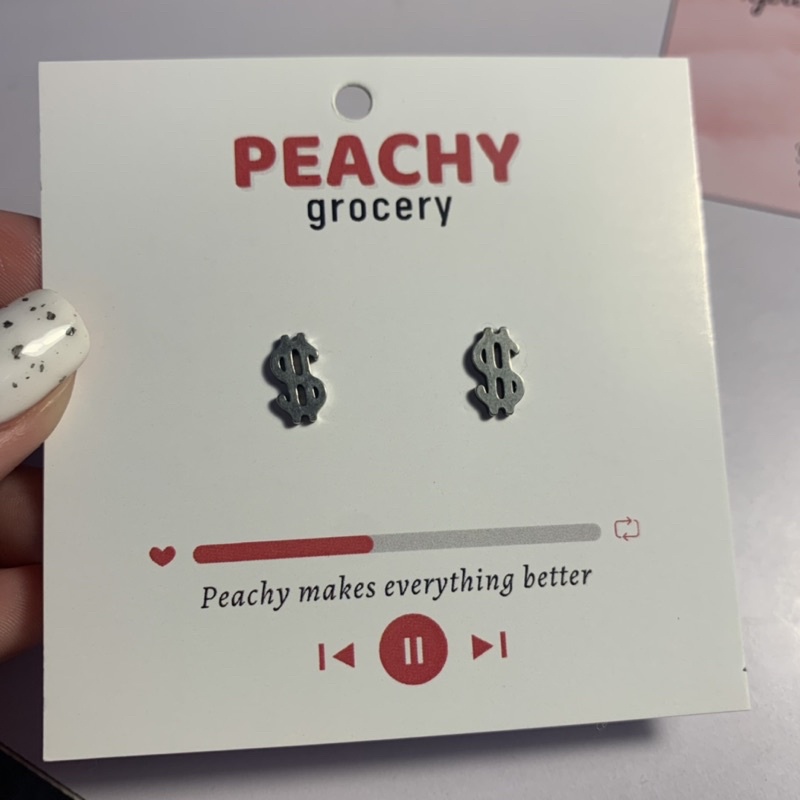 PEACHY
grocery
$ $
Peachy makes everything better